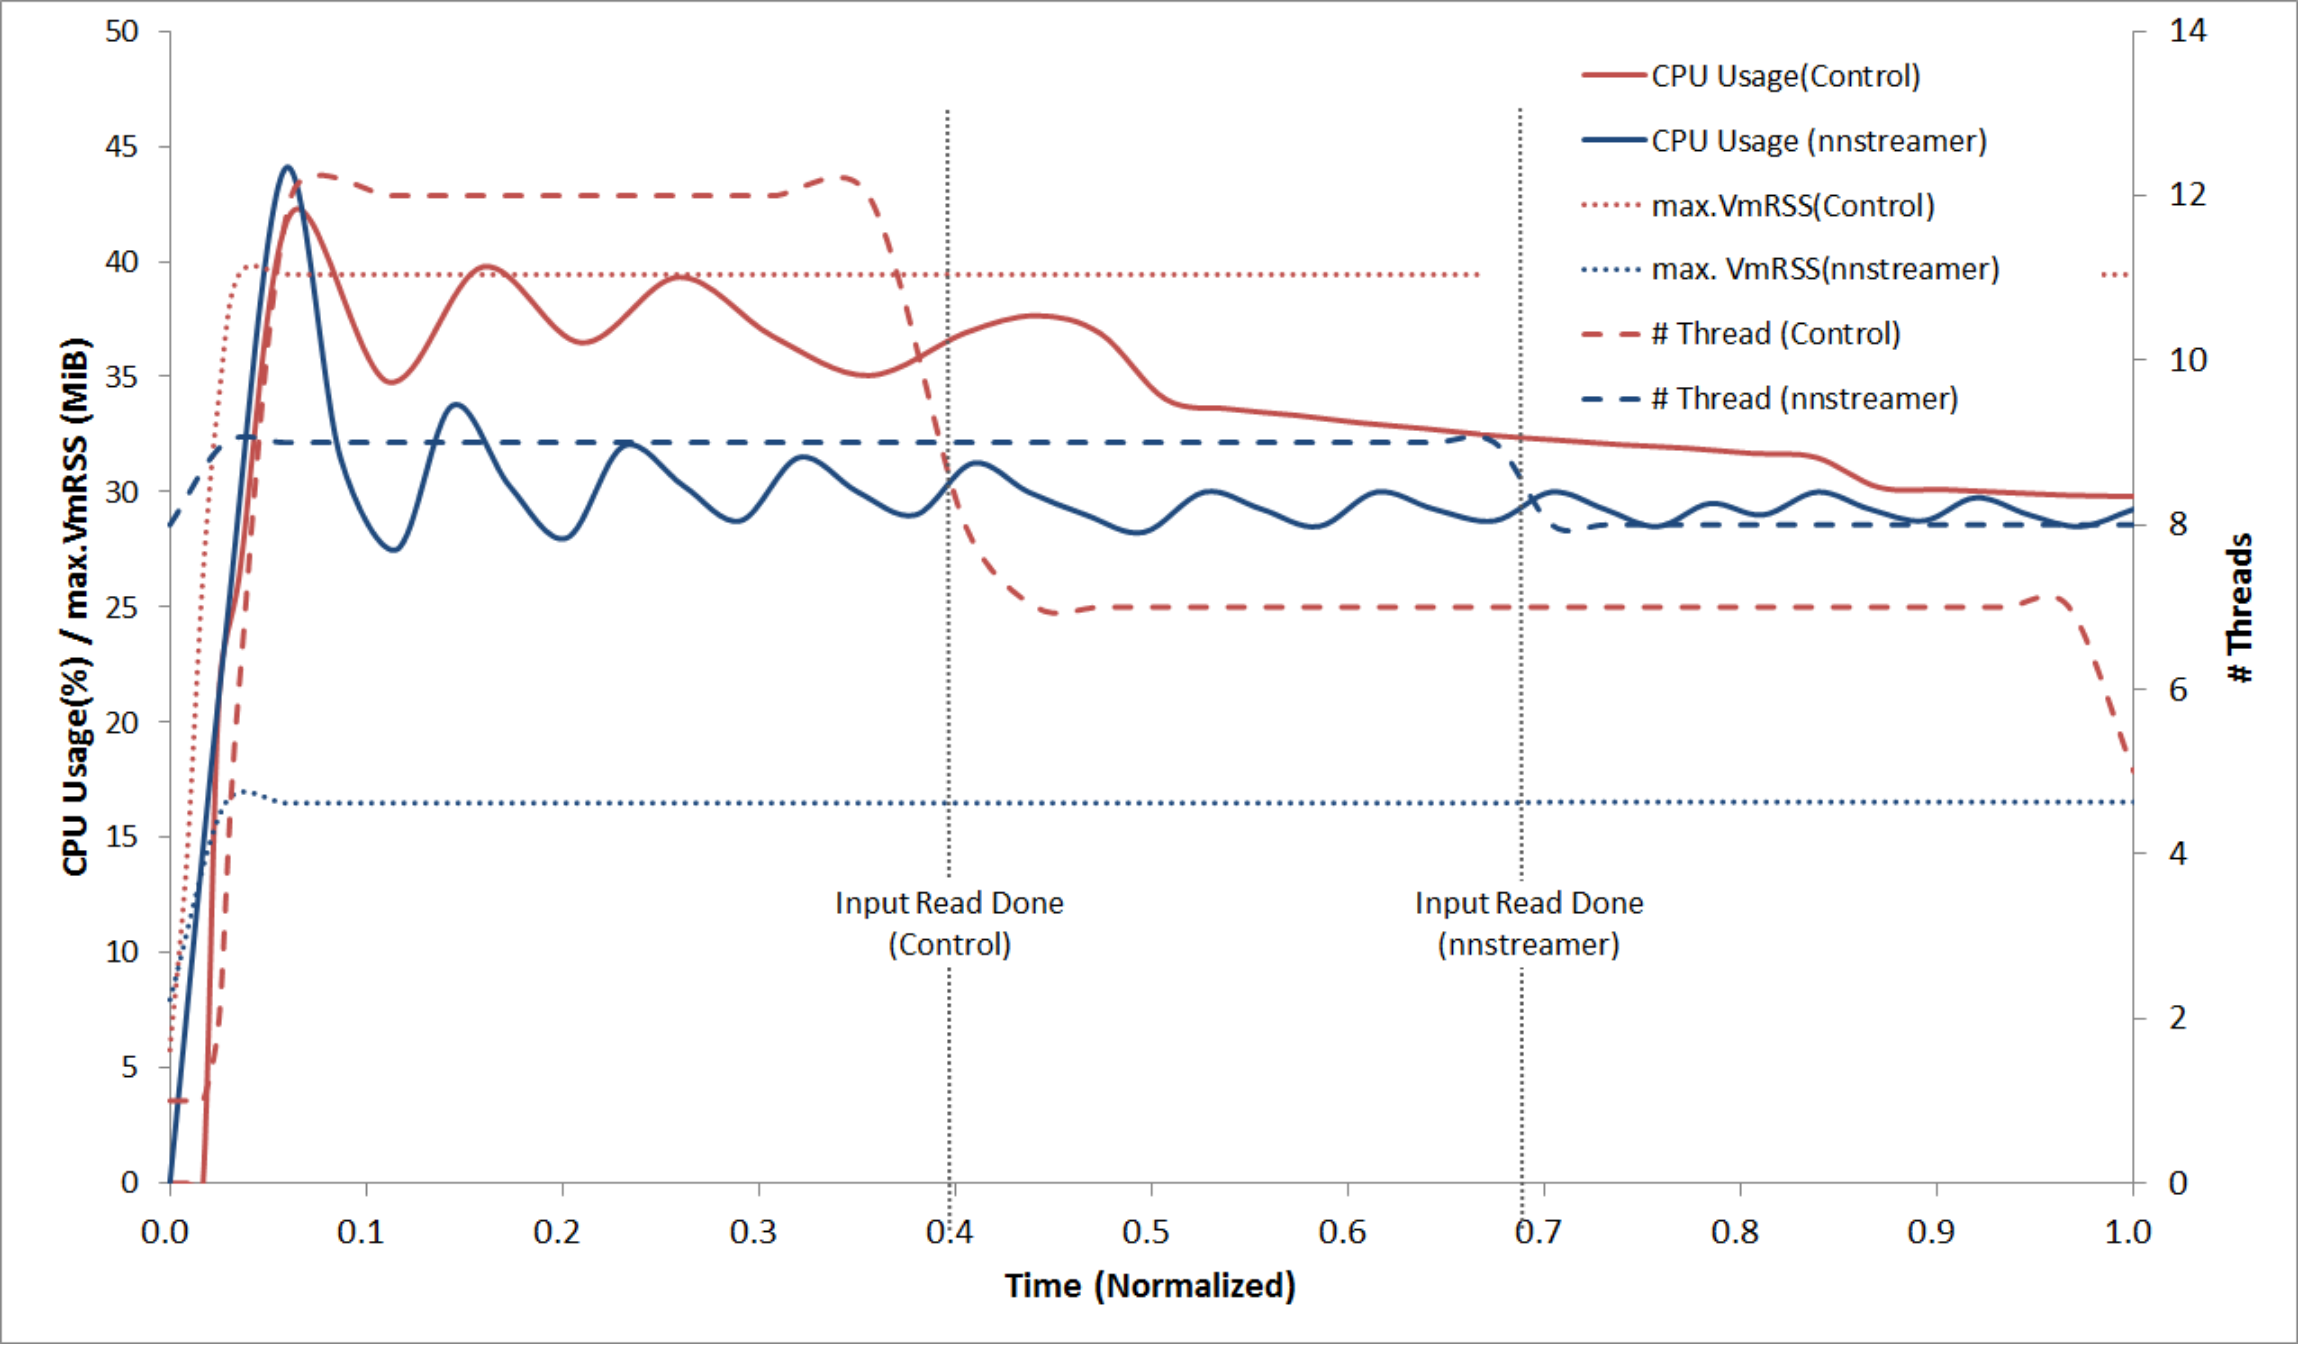 50
45
40
35
30
25
20
15
10
5
0
CPU Usage(%) / max.VmRSS (MiB)
CPU Usage(Control)
CPU Usage (nnstreamer)
max.VmRSS(Control)
max. VmRSS(nnstreamer)
# Thread (Control)
# Thread (nnstreamer)
Input Read Done
(Control)
Input Read Done
(nnstreamer)
14
12
10
8
6
4
2
0
# Threads
0.0 0.1 0.2 0.3 0.4 0.5 0.6 0.7 0.8 0.9 1.0
Time (Normalized)